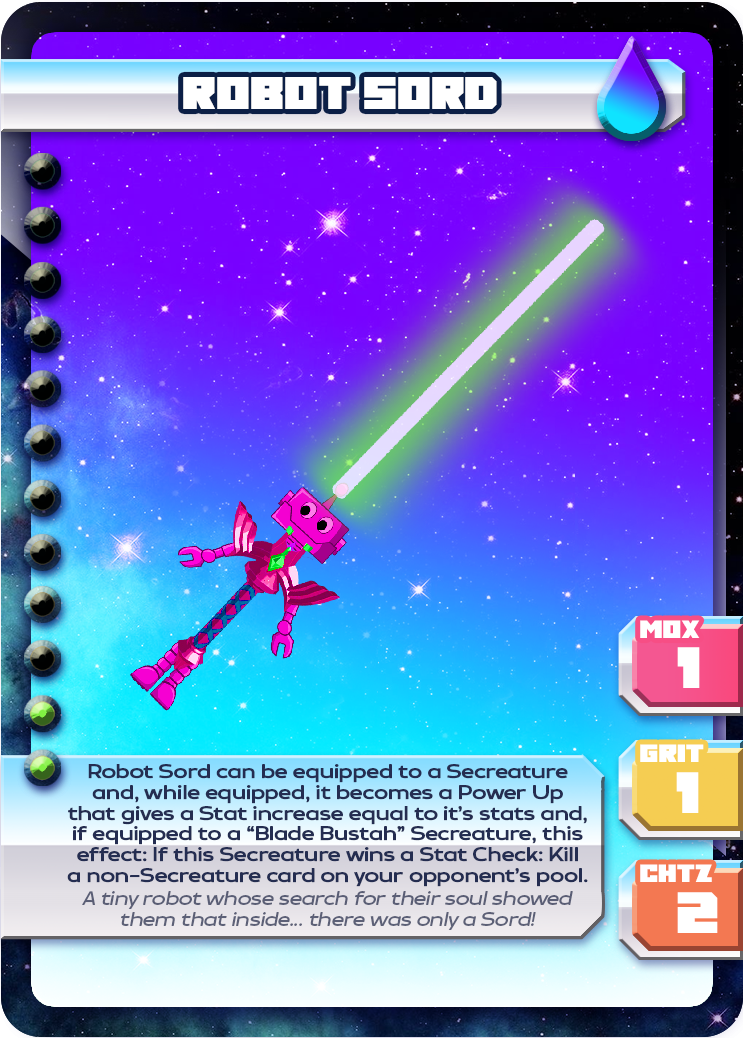 ROBOT SORD
MOX
1
GRIT
1
CHTZ
2
Robot Sord can be equipped to a Secreature
and, while equipped, it becomes a Power Up
that gives a Stat increase equal to it's stats and,
if equipped to a “Blade Bustah” Secreature, this
effect: If this Secreature wins a Stat Check: Kill
a non-Secreature card on your opponent's pool.
A tiny robot whose search for their soul showed
them that inside... there was only a Sord!